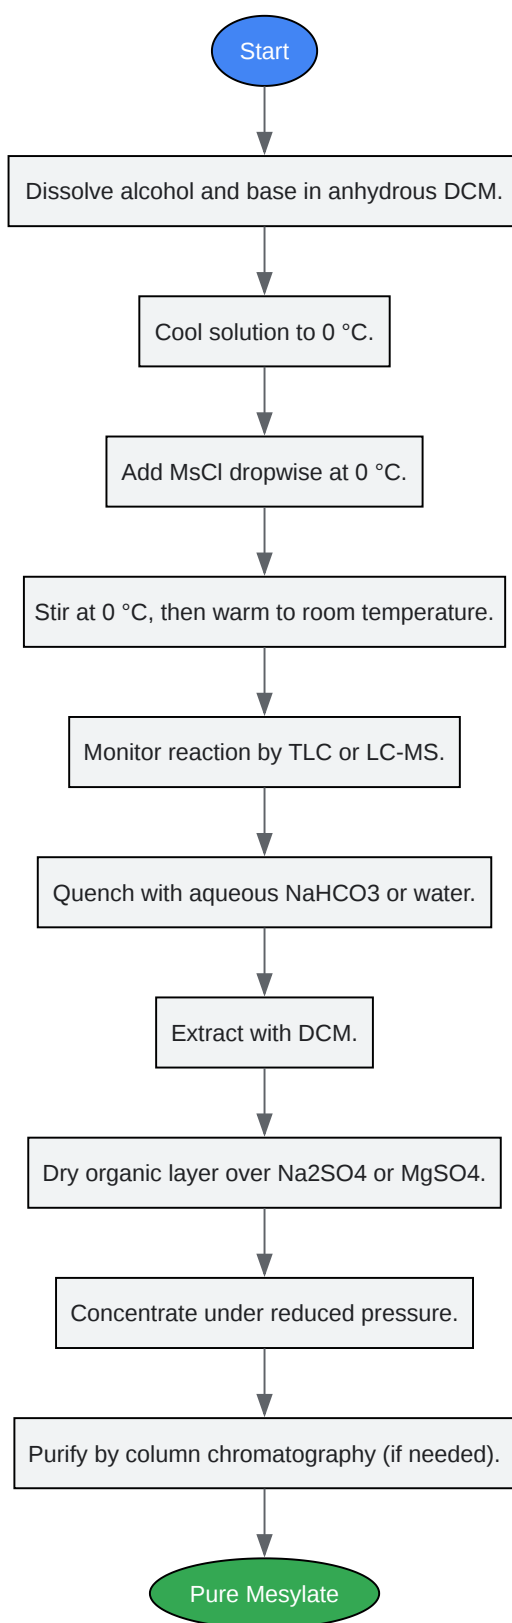 Start
Dissolve alcohol and base in anhydrous DCM.
Cool solution to 0 °C.
Add MsCl dropwise at 0 °C.
Stir at 0 °C, then warm to room temperature.
Monitor reaction by TLC or LC-MS.
Quench with aqueous NaHCO3 or water.
Extract with DCM.
Dry organic layer over Na2SO4 or MgSO4.
Concentrate under reduced pressure.
Purify by column chromatography (if needed).
Pure Mesylate